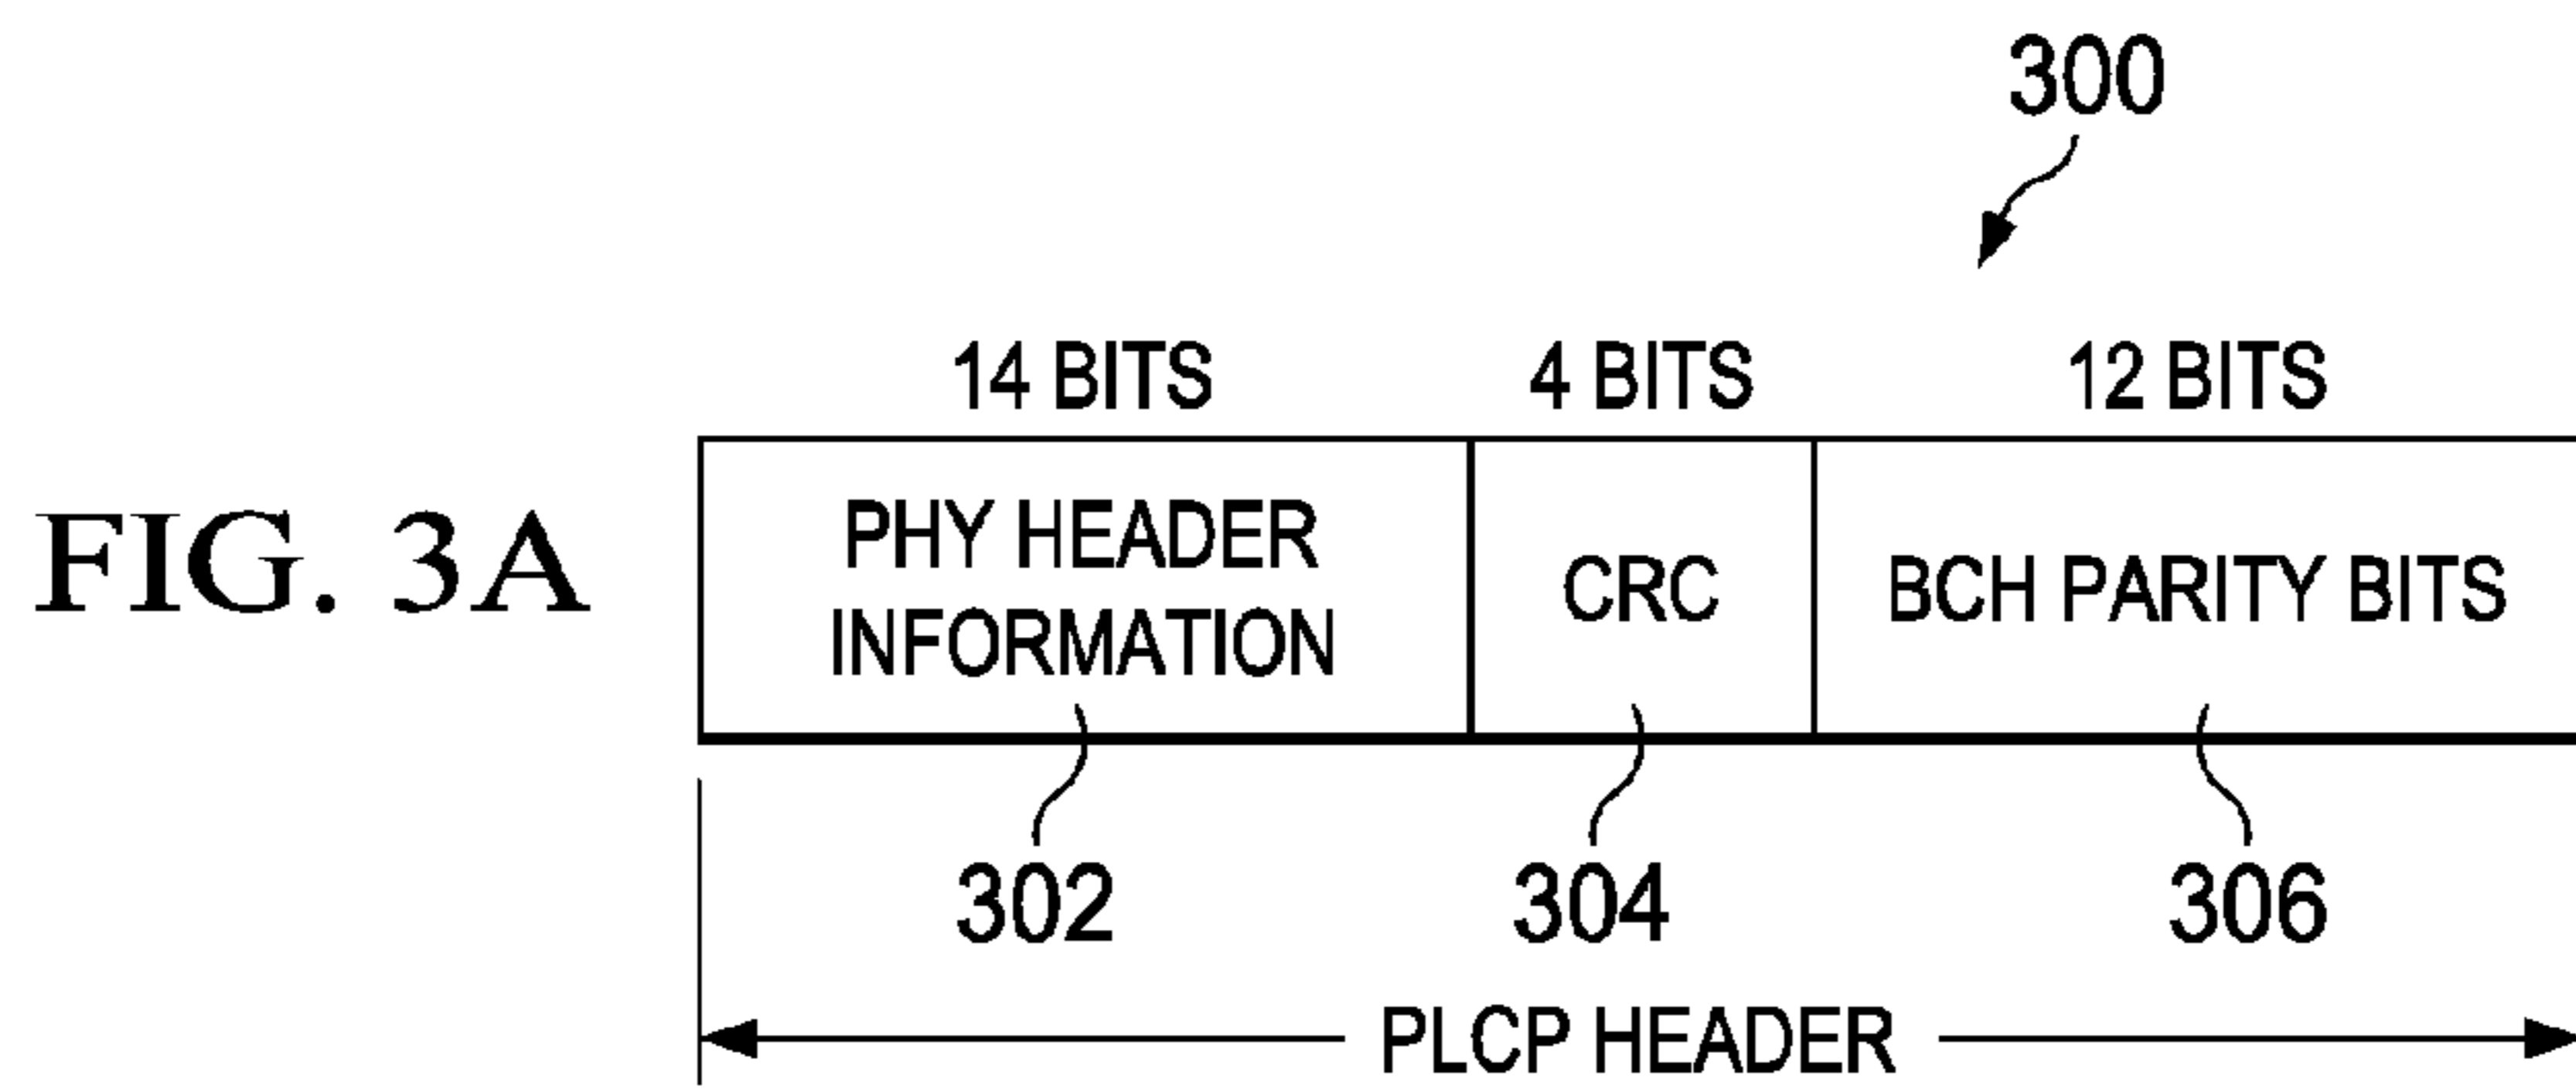 300
14 BITS 4 BITS 12 BITS
FIG. 3A
PHY HEADER
INFORMATION
CRC
BCH PARITY BITS
302 304 306
PLCP HEADER